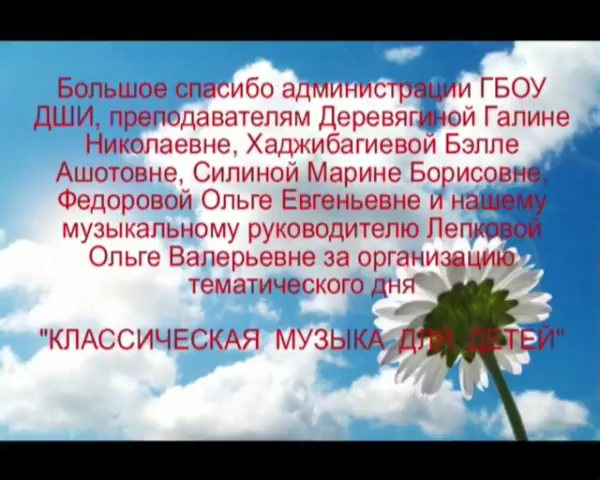 Большое спасибо администрации ГБОУ
ДШИ, преподавателям Деревягиной Галине
Николаевне, Хаджибагиевой Бэлле
Ашотовне, Силиной Марине Борисовне,
Федоровой Ольге Евгеньевне и нашему
музыкальному руководителю Лепковой
Ольге Валерьевне за организацию
тематического дня
"КЛАССИЧЕСКАЯ МУЗЫКА ДЛЯ ДЕТЕЙ"